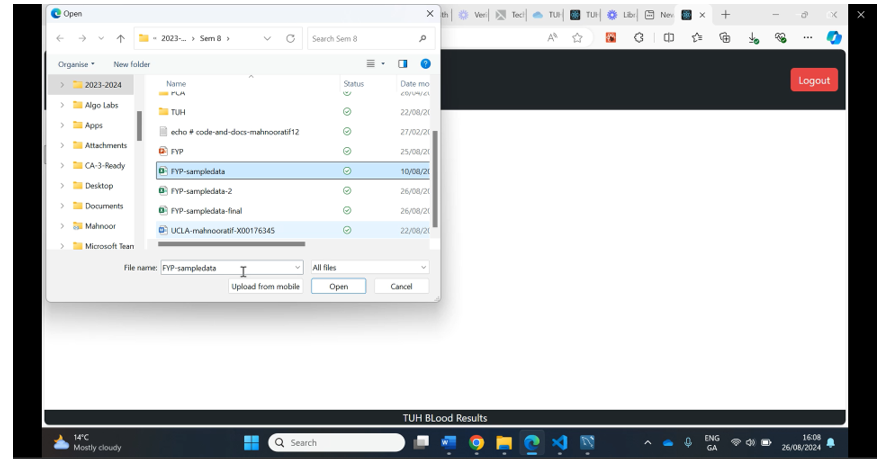 Open
th
Veri
Tecl
TUH
TUH
Libr
Nev
2023-...
Sem 8
Search Sem 8
Organise
New folder
Logout
Name
Status
Date mo
2023-2024
PCA
26/04/20
Algo Labs
TUH
22/08/20
Apps
echo # code-and-docs-mahnooratif12
27/02/20
Attachments
FYP
25/08/20
CA-3-Ready
FYP-sampledata
10/08/20
Desktop
FYP-sampledata-2
26/08/20
Documents
FYP-sampledata-final
26/08/20
Mahnoor
UCLA-mahnooratif-X00176345
22/08/20
Microsoft Tean
File name:
FYP-sampledata
All files
Upload from mobile
Open
Cancel
TUH BLood Results
14°C
Mostly cloudy
Search
ENG
GA
16:08
26/08/2024